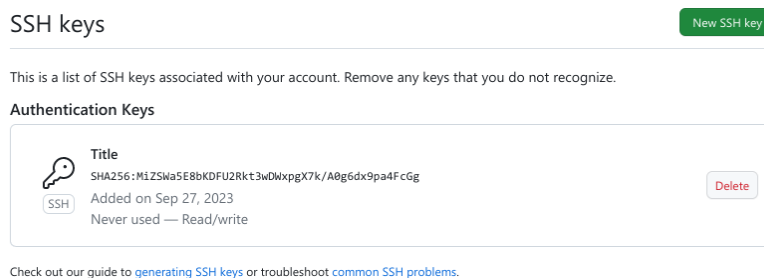 SSH keys
New SSH key
This is a list of SSH keys associated with your account. Remove any keys that you do not recognize.
Authentication Keys
Title
SHA256:MiZSWa5E8bKDFU2Rkt3wDWxpgX7k/A0g6dx9pa4FcGg
Added on Sep 27, 2023
Never used — Read/write
SSH
Delete
Check out our guide to generating SSH keys or troubleshoot common SSH problems.